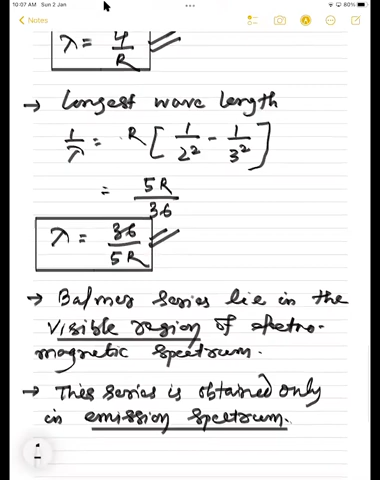 10:07 AM Sun 2 Jan
80%
Notes
λ = 4/R
→ Longest wave length
1/λ = R [ 1/2² - 1/3² ]
= 5R/36
λ = 36/5R
→ Balmer series lie in the
visible region of eletro-
magnetic spectrum.
→ This series is obtained only
in emission spectrum.